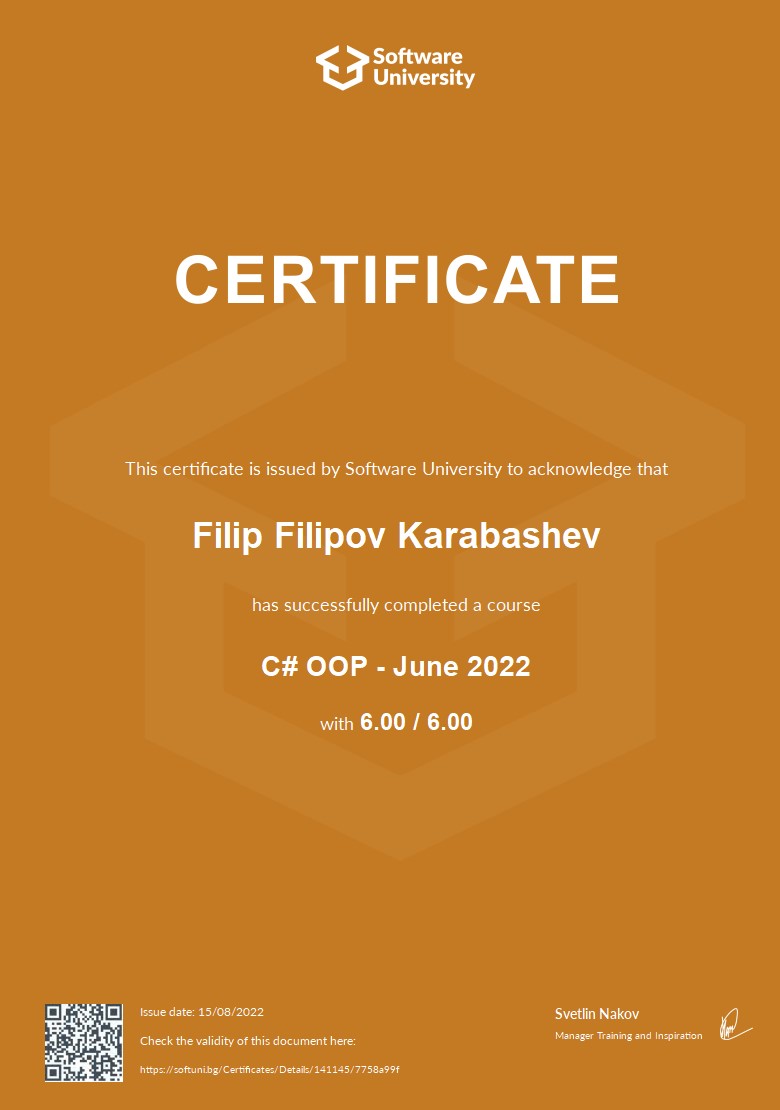 Software
University
CERTIFICATE
This certificate is issued by Software University to acknowledge that
Filip Filipov Karabashev
has successfully completed a course
C# OOP - June 2022
with 6.00 / 6.00
Issue date: 15/08/2022
Check the validity of this document here:
https://softuni.bg/Certificates/Details/141145/7758a99f
Svetlin Nakov
Manager Training and Inspiration